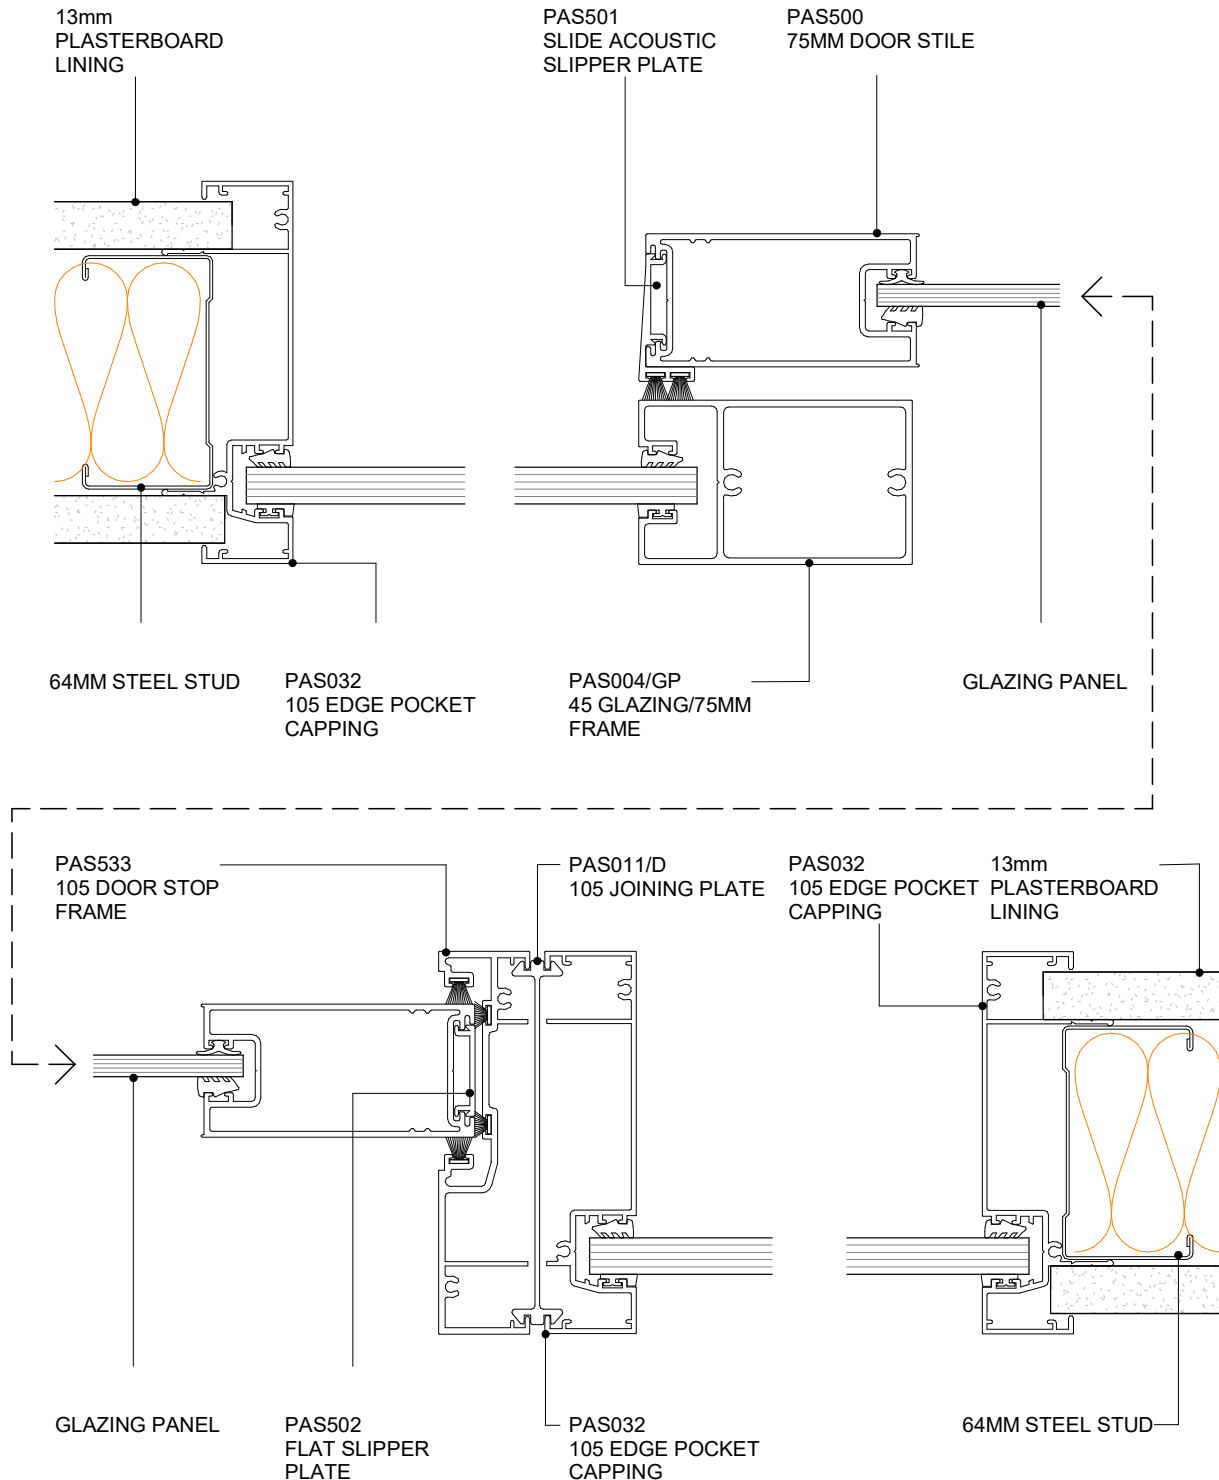 13mm
PLASTERBOARD
LINING
PAS501
SLIDE ACOUSTIC
SLIPPER PLATE
PAS500
75MM DOOR STILE
64MM STEEL STUD
PAS032
105 EDGE POCKET
CAPPING
PAS004/GP
45 GLAZING/75MM
FRAME
GLAZING PANEL
PAS533
105 DOOR STOP
FRAME
PAS011/D
105 JOINING PLATE
PAS032
105 EDGE POCKET
CAPPING
13mm
PLASTERBOARD
LINING
GLAZING PANEL
PAS502
FLAT SLIPPER
PLATE
PAS032
105 EDGE POCKET
CAPPING
64MM STEEL STUD